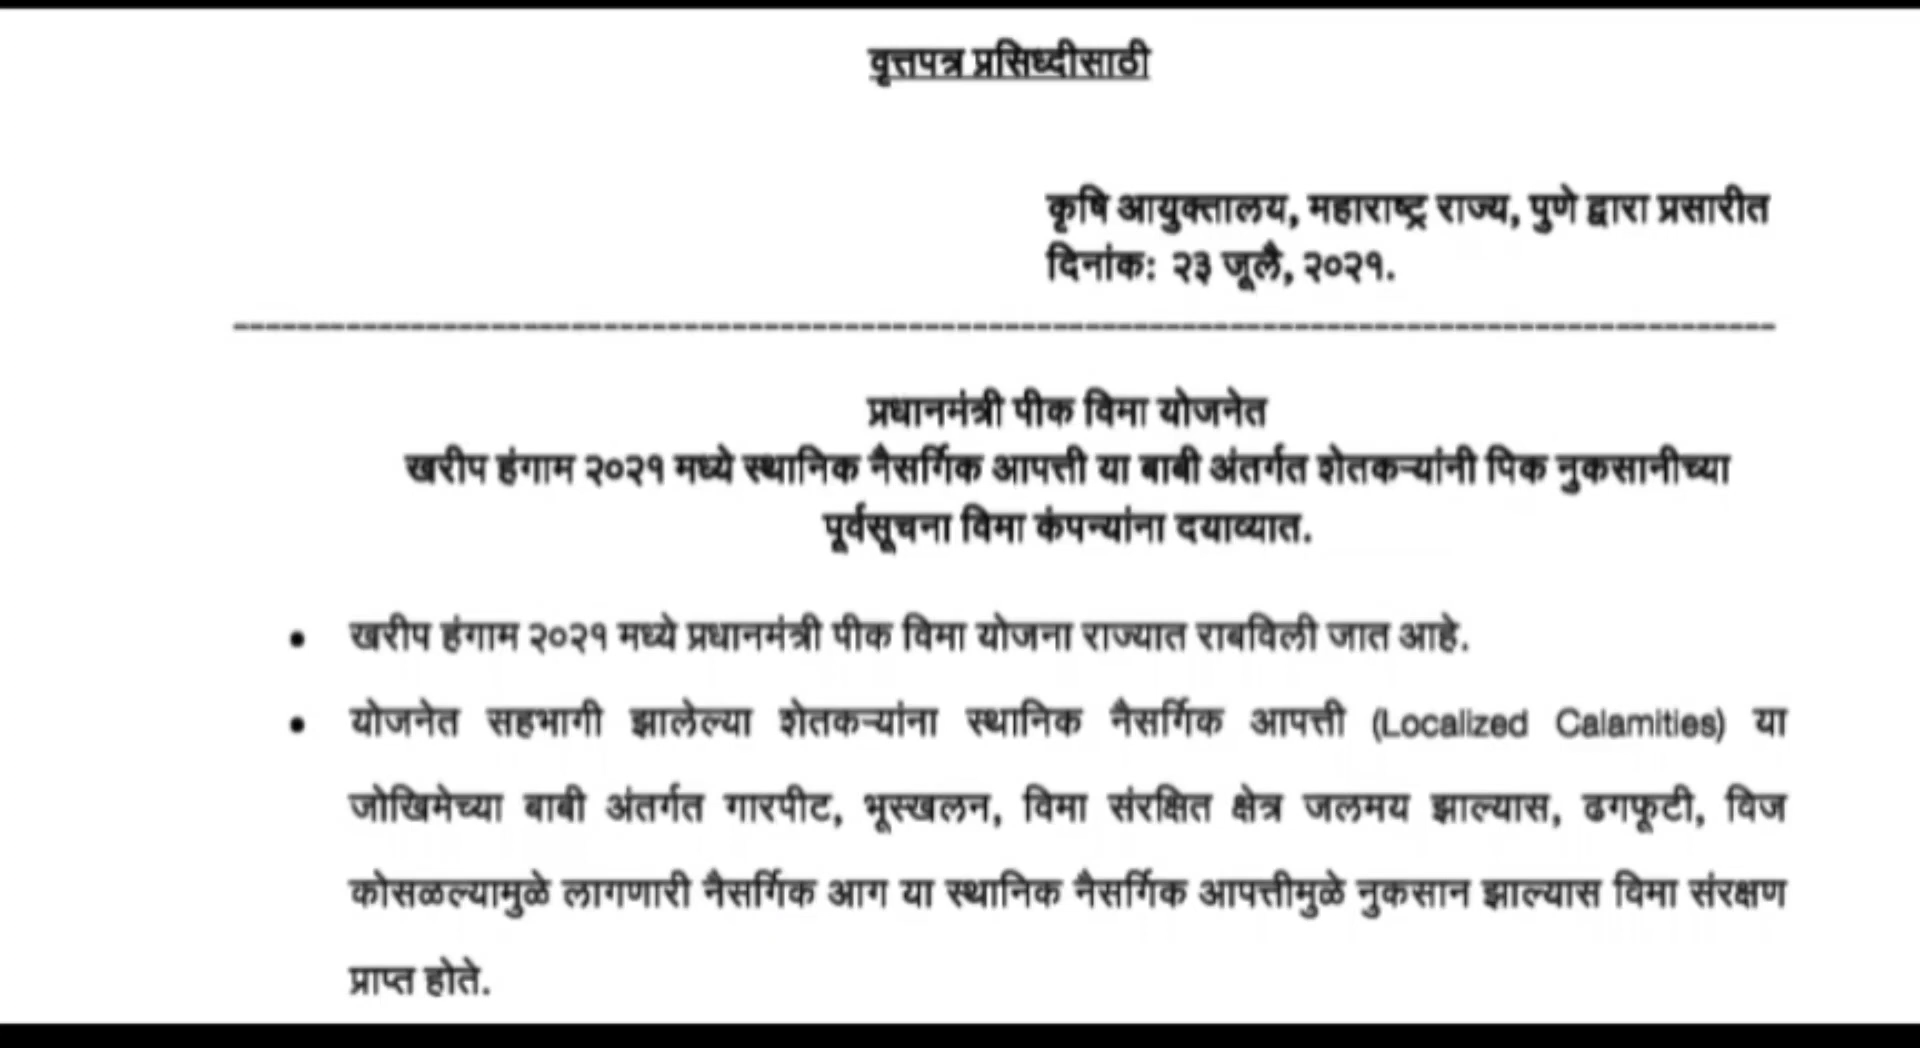 वृत्तपत्र प्रसिध्दीसाठी
कृषि आयुक्तालय, महाराष्ट्र राज्य, पुणे द्वारा प्रसारीत
दिनांक: २३ जूलै, २०२१.
--------------------------------------------------------------------------------------------
प्रधानमंत्री पीक विमा योजनेत
खरीप हंगाम २०२१ मध्ये स्थानिक नैसर्गिक आपत्ती या बाबी अंतर्गत शेतकऱ्यांनी पिक नुकसानीच्या
पूर्वसूचना विमा कंपन्यांना दयाव्यात.
• खरीप हंगाम २०२१ मध्ये प्रधानमंत्री पीक विमा योजना राज्यात राबविली जात आहे.
• योजनेत सहभागी झालेल्या शेतकऱ्यांना स्थानिक नैसर्गिक आपत्ती (Localized Calamities) या
जोखिमेच्या बाबी अंतर्गत गारपीट, भूस्खलन, विमा संरक्षित क्षेत्र जलमय झाल्यास, ढगफूटी, विज
कोसळल्यामुळे लागणारी नैसर्गिक आग या स्थानिक नैसर्गिक आपत्तीमुळे नुकसान झाल्यास विमा संरक्षण
प्राप्त होते.